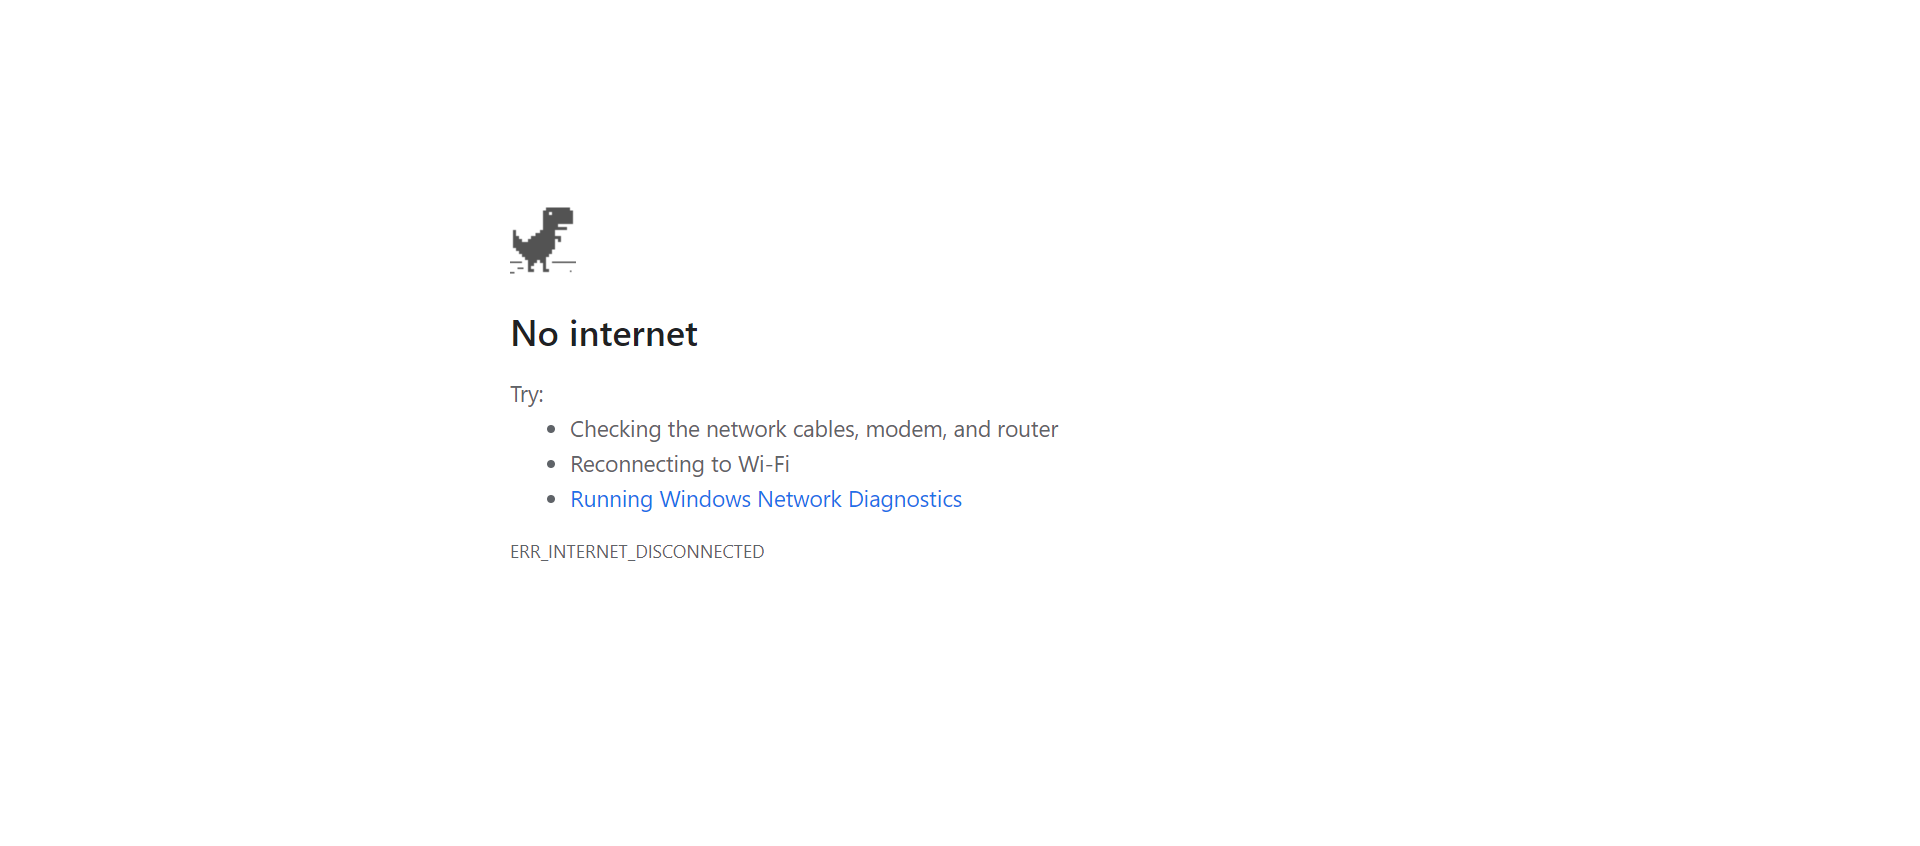 No internet
Try:
Checking the network cables, modem, and router
Reconnecting to Wi-Fi
Running Windows Network Diagnostics
ERR_INTERNET_DISCONNECTED